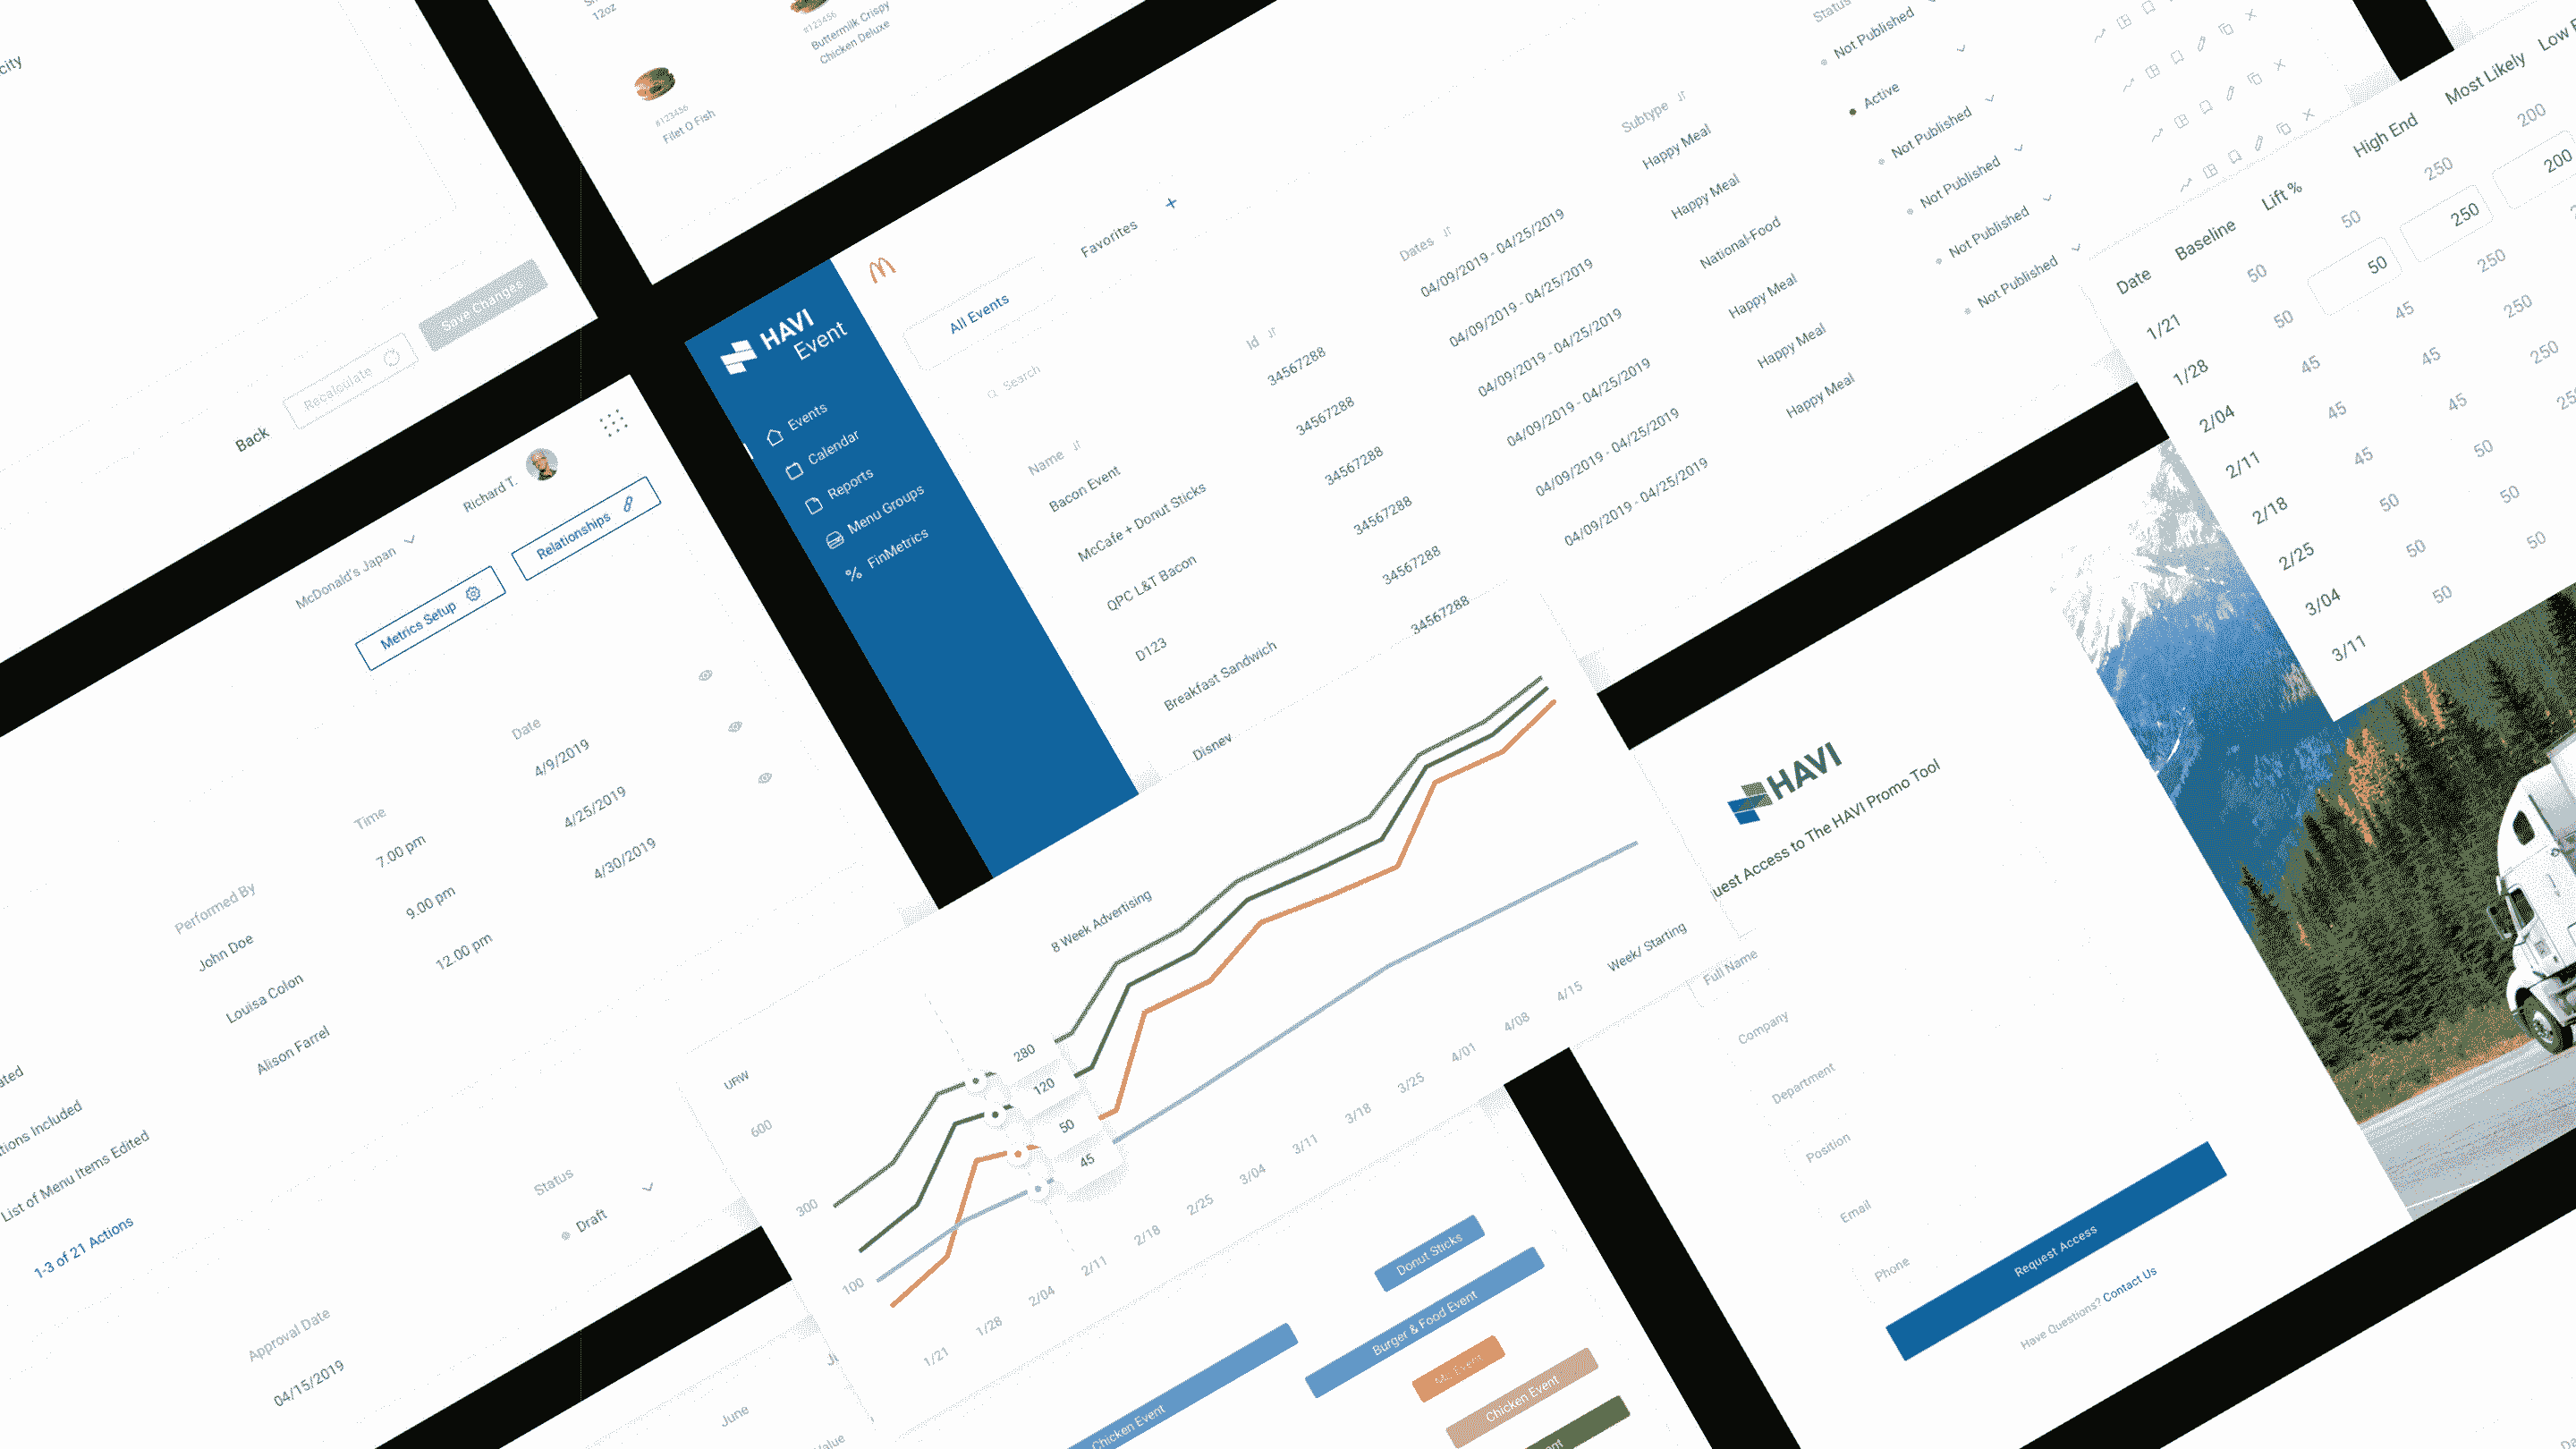 city
Recalculate
Save Changes
Back
12oz
#123456
Buttermilk Crispy
Chicken Deluxe
#123456
Filet O Fish
McDonald's Japan
Richard T.
Metrics Setup
Relationships
Performed By
Time
Date
John Doe
7.00 pm
4/9/2019
Louisa Colon
9.00 pm
4/25/2019
Alison Farrel
12.00 pm
4/30/2019
List of Menu Items Edited
1-3 of 21 Actions
Status
Draft
Approval Date
04/15/2019
HAVI
Event
Events
Calendar
Reports
Menu Groups
FinMetrics
All Events
Favorites
+
Search
Name
Id
Dates
Subtype
Status
Bacon Event
34567288
04/09/2019 - 04/25/2019
Happy Meal
Not Published
McCafe + Donut Sticks
34567288
04/09/2019 - 04/25/2019
Happy Meal
Active
QPC L&T Bacon
34567288
04/09/2019 - 04/25/2019
National-Food
Not Published
D123
34567288
04/09/2019 - 04/25/2019
Happy Meal
Not Published
Breakfast Sandwich
34567288
04/09/2019 - 04/25/2019
Happy Meal
Not Published
Disney
34567288
04/09/2019 - 04/25/2019
Happy Meal
Not Published
Date
Baseline
Lift %
High End
Most Likely
Low
1/21
50
50
250
200
1/28
50
50
250
200
2/04
45
45
250
2/11
45
45
250
2/18
45
45
250
2/25
50
50
3/04
50
50
3/11
50
50
8 Week Advertising
URW
600
300
100
280
120
50
45
1/21
1/28
2/04
2/11
2/18
2/25
3/04
3/11
3/18
3/25
4/01
4/08
4/15
Week/ Starting
HAVI
Access to The HAVI Promo Tool
Full Name
Company
Department
Position
Email
Phone
Request Access
Have Questions? Contact Us
June
Donut Sticks
Burger & Food Event
Chicken Event
Chicken Event